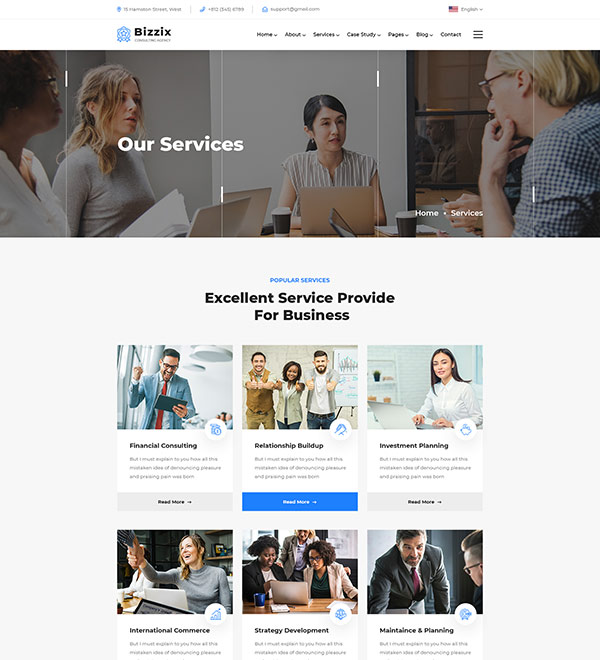 15 Hamston Street, West
+812 (345) 6789
support@gmail.com
English
Bizzix
CONSULTING AGENCY
Home
About
Services
Case Study
Pages
Blog
Contact
Our Services
Home • Services
POPULAR SERVICES
Excellent Service Provide
For Business
Financial Consulting
But I must explain to you how all this
mistaken idea of denouncing pleasure
and praising pain was born
Read More →
Relationship Buildup
But I must explain to you how all this
mistaken idea of denouncing pleasure
and praising pain was born
Read More →
Investment Planning
But I must explain to you how all this
mistaken idea of denouncing pleasure
and praising pain was born
Read More →
International Commerce
But I must explain to you how all this
mistaken idea of denouncing pleasure
Strategy Development
But I must explain to you how all this
mistaken idea of denouncing pleasure
Maintaince & Planning
But I must explain to you how all this
mistaken idea of denouncing pleasure